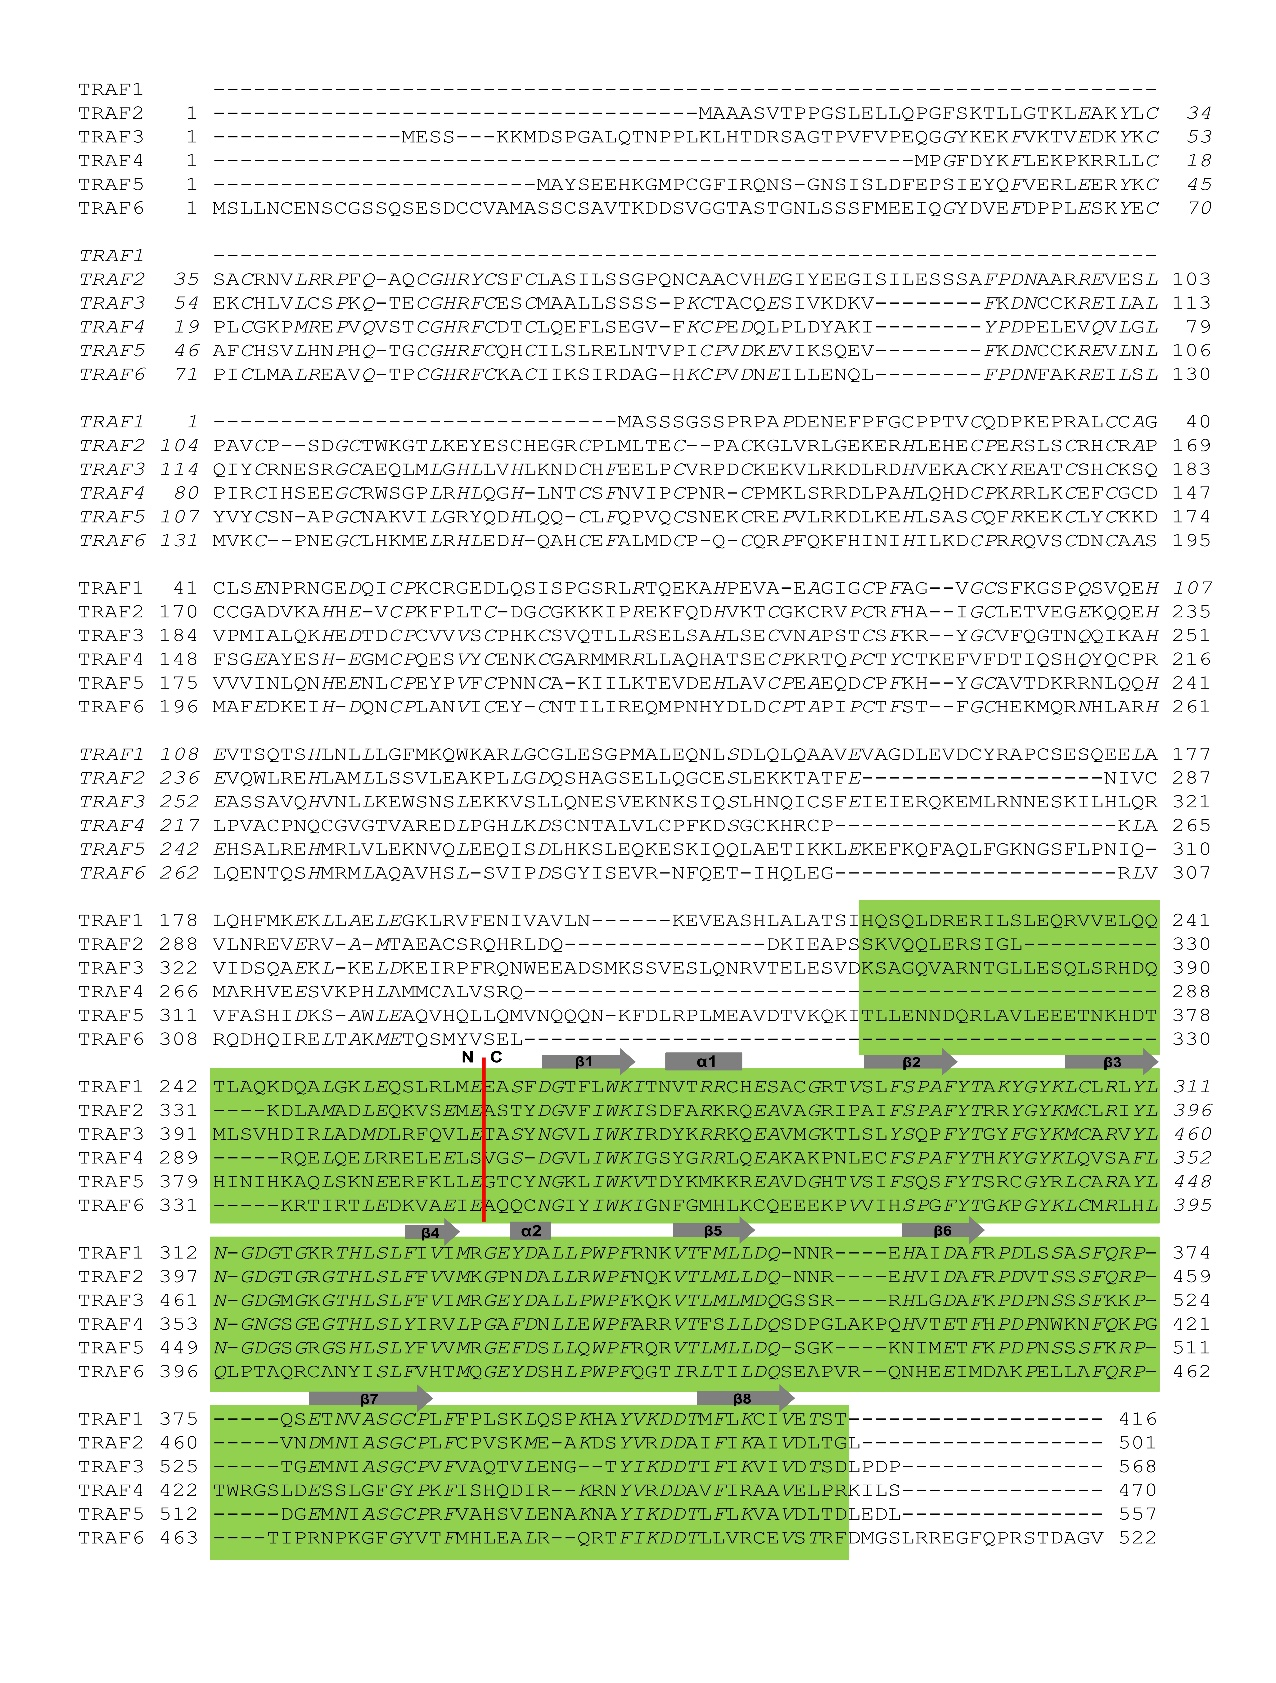 TRAF1 ----------------------------------------------------------------------
TRAF2 1 ------------------------------------MAAASVTPPGSLELLQPGFSKTLLGTKLEAKYLC 34
TRAF3 1 --------------MESS---KKMDSPGALQTNPPLKLHTDRSAGTPVFVPEQGGYKEKFVKTVEDKYKC 53
TRAF4 1 ----------------------------------------------------MPGFDYKFLEKPKRRLLC 18
TRAF5 1 ------------------------MAYSEEHKGMPCGFIRQNS-GNSISLDFEPSIEYQFVERLEERYKC 45
TRAF6 1 MSLLNCENSCGSSQSESDCCVAMASSCSAVTKDDSVGGTASTGNLSSSFMEEIQGYDVEFDPPLESKYEC 70
TRAF1 ----------------------------------------------------------------------
TRAF2 35 SACRNVLRRPFQ-AQCGHRYCSFCLASILSSGPQNCAACVHEGIYEEGISILESSSAFPDNAARREVESL 103
TRAF3 54 EKCHLVLCSPKQ-TECGHRFCESCMAALLSSSS-PKCTACQESIVKDKV--------FKDNCCKREILAL 113
TRAF4 19 PLCGKPMREPVQVSTCGHRFCDTCLQEFLSEGV-FKCPEDQLPLDYAKI--------YPDPELEVQVLGL 79
TRAF5 46 AFCHSVLHNPHQ-TGCGHRFCQHCILSLRELNTVPICPVDKEVIKSQEV--------FKDNCCKREVLNL 106
TRAF6 71 PICLMALREAVQ-TPCGHRFCKACIIKSIRDAG-HKCPVDNEILLENQL--------FPDNFAKREILSL 130
TRAF1 1 ------------------------------MASSSGSSPRPAPDENEFPFGCPPTVCQDPKEPRALCCAG 40
TRAF2 104 PAVCP--SDGCTWKGTLKEYESCHEGRCPLMLTEC--PACKGLVRLGEKERHLEHECPERSLSCRHCRAP 169
TRAF3 114 QIYCRNESRGCAEQLMLGHLLVHLKNDCHFEELPCVRPDCKEKVLRKDLRDHVEKACKYREATCSHCKSQ 183
TRAF4 80 PIRCIHSEEGCRWSGPLRHLQGH-LNTCSFNVIPCPNR-CPMKLSRRDLPAHLQHDCPKRRLKCEFCGCD 147
TRAF5 107 YVYCSN-APGCNAKVILGRYQDHLQQ-CLFQPVQCSNEKCREPVLRKDLKEHLSASCQFRKEKCLYCKKD 174
TRAF6 131 MVKC--PNEGCLHKMELRHLEDH-QAHCEFALMDCP-Q-CQRPFQKFHINIHILKDCPRRQVSCDNCAAS 195
TRAF1 41 CLSENPRNGEDQICPKCRGEDLQSISPGSRLRTQEKAHPEVA-EAGIGCPFAG--VGCSFKGSPQSVQEH 107
TRAF2 170 CCGADVKAHHE-VCPKFPLTC-DGCGKKKIPREKFQDHVKTCGKCRVPCRFHA--IGCLETVEGEKQQEH 235
TRAF3 184 VPMIALQKHEDTDCPCVVVSCPHKCSVQTLLRSELSAHLSECVNAPSTCSFKR--YGCVFQGTNQQIKAH 251
TRAF4 148 FSGEAYESH-EGMCPQESVYCENKCGARMMRRLLAQHATSECPKRTQPCTYCTKEFVFDTIQSHQYQCPR 216
TRAF5 175 VVVINLQNHEENLCPEYPVFCPNNCA-KIILKTEVDEHLAVCPEAEQDCPFKH--YGCAVTDKRRNLQQH 241
TRAF6 196 MAFEDKEIH-DQNCPLANVICEY-CNTILIREQMPNHYDLDCPTAPIPCTFST--FGCHEKMQRNHLARH 261
TRAF1 108 EVTSQTSHLNLLLGFMKQWKARLGCGLESGPMALEQNLSDLQLQAAVEVAGDLEVDCYRAPCSESQEELA 177
TRAF2 236 EVQWLREHLAMLLSSVLEAKPLLGDQSHAGSELLQGCESLEKKTATFE------------------NIVC 287
TRAF3 252 EASSAVQHVNLLKEWSNSLEKKVSLLQNESVEKNKSIQSLHNQICSFEIEIERQKEMLRNNESKILHLQR 321
TRAF4 217 LPVACPNQCGVGTVAREDLPGHLKDSCNTALVLCPFKDSGCKHRCP---------------------KLA 265
TRAF5 242 EHSALREHMRLVLEKNVQLEEQISDLHKSLEQKESKIQQLAETIKKLEKEFKQFAQLFGKNGSFLPNIQ- 310
TRAF6 262 LQENTQSHMRMLAQAVHSL-SVIPDSGYISEVR-NFQET-IHQLEG---------------------RLV 307
TRAF1 178 LQHFMKEKLLAELEGKLRVFENIVAVLN------KEVEASHLALATSIHQSQLDRERILSLEQRVVELQQ 241
TRAF2 288 VLNREVERV-A-MTAEACSRQHRLDQ---------------DKIEAPSSKVQQLERSIGL---------- 330
TRAF3 322 VIDSQAEKL-KELDKEIRPFRQNWEEADSMKSSVESLQNRVTELESVDKSAGQVARNTGLLESQLSRHDQ 390
TRAF4 266 MARHVEESVKPHLAMMCALVSRQ----------------------------------------------- 288
TRAF5 311 VFASHIDKS-AWLEAQVHQLLQMVNQQQN-KFDLRPLMEAVDTVKQKITLLENNDQRLAVLEEETNKHDT 378
TRAF6 308 RQDHQIRELTAKMETQSMYVSEL----------------------------------------------- 330
N C β1 α1 β2 β3
TRAF1 242 TLAQKDQALGKLEQSLRLMEEASFDGTFLWKITNVTRRCHESACGRTVSLFSPAFYTAKYGYKLCLRLYL 311
TRAF2 331 ----KDLAMADLEQKVSEMEASTYDGVFIWKISDFARKRQEAVAGRIPAIFSPAFYTRRYGYKMCLRIYL 396
TRAF3 391 MLSVHDIRLADMDLRFQVLETASYNGVLIWKIRDYKRRKQEAVMGKTLSLYSQPFYTGYFGYKMCARVYL 460
TRAF4 289 -----RQELQELRRELEELSVGS-DGVLIWKIGSYGRRLQEAKAKPNLECFSPAFYTHKYGYKLQVSAFL 352
TRAF5 379 HINIHKAQLSKNEERFKLLEGTCYNGKLIWKVTDYKMKKREAVDGHTVSIFSQSFYTSRCGYRLCARAYL 448
TRAF6 331 -----KRTIRTLEDKVAEIEAQQCNGIYIWKIGNFGMHLKCQEEEKPVVIHSPGFYTGKPGYKLCMRLHL 395
β4 α2 β5 β6
TRAF1 312 N-GDGTGKRTHLSLFIVIMRGEYDALLPWPFRNKVTFMLLDQ-NNR----EHAIDAFRPDLSSASFQRP- 374
TRAF2 397 N-GDGTGRGTHLSLFFVVMKGPNDALLRWPFNQKVTLMLLDQ-NNR----EHVIDAFRPDVTSSSFQRP- 459
TRAF3 461 N-GDGMGKGTHLSLFFVIMRGEYDALLPWPFKQKVTLMLMDQGSSR----RHLGDAFKPDPNSSSFKKP- 524
TRAF4 353 N-GNGSGEGTHLSLYIRVLPGAFDNLLEWPFARRVTFSLLDQSDPGLAKPQHVTETFHPDPNWKNFQKPG 421
TRAF5 449 N-GDGSGRGSHLSLYFVVMRGEFDSLLQWPFRQRVTLMLLDQ-SGK----KNIMETFKPDPNSSSFKRP- 511
TRAF6 396 QLPTAQRCANYISLFVHTMQGEYDSHLPWPFQGTIRLTILDQSEAPVR--QNHEEIMDAKPELLAFQRP- 462
β7 β8
TRAF1 375 -----QSETNVASGCPLFFPLSKLQSPKHAYVKDDTMFLKCIVETST------------------- 416
TRAF2 460 -----VNDMNIASGCPLFCPVSKME-AKDSYVRDDAIFIKAIVDLTGL------------------ 501
TRAF3 525 -----TGEMNIASGCPVFVAQTVLENG--TYIKDDTIFIKVIVDTSDLPDP--------------- 568
TRAF4 422 TWRGSLDESSLGFGYPKFISHQDIR--KRNYVRDDAVFIRAAVELPRKILS--------------- 470
TRAF5 512 -----DGEMNIASGCPRFVAHSVLENAKNAYIKDDTLFLKVAVDLTDLEDL--------------- 557
TRAF6 463 ----TIPRNPKGFGYVTFMHLEALR--QRTFIKDDTLLVRCEVSTRFDMGSLRREGFQPRSTDAGV 522